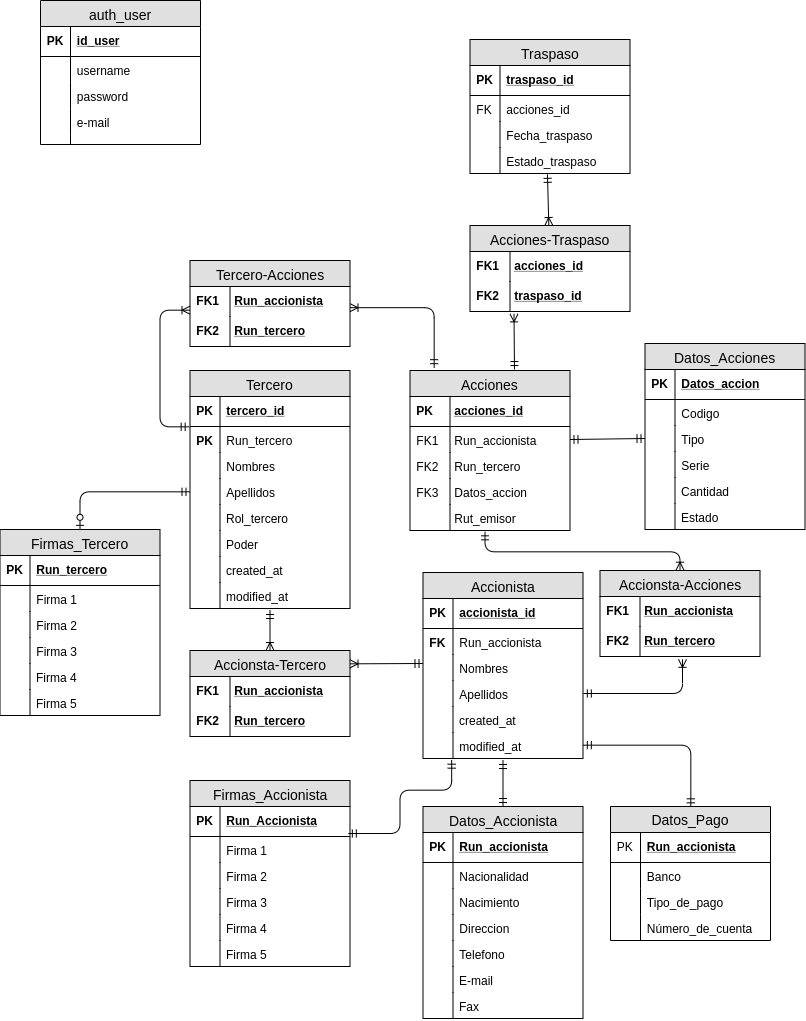 auth_user
PK id_user
username
password
e-mail
Traspaso
PK traspaso_id
FK acciones_id
Fecha_traspaso
Estado_traspaso
Acciones-Traspaso
FK1 acciones_id
FK2 traspaso_id
Tercero-Acciones
FK1 Run_accionista
FK2 Run_tercero
Tercero
PK tercero_id
PK Run_tercero
Nombres
Apellidos
Rol_tercero
Poder
created_at
modified_at
Acciones
PK acciones_id
FK1 Run_accionista
FK2 Run_tercero
FK3 Datos_accion
Rut_emisor
Datos_Acciones
PK Datos_accion
Codigo
Tipo
Serie
Cantidad
Estado
Firmas_Tercero
PK Run_tercero
Firma 1
Firma 2
Firma 3
Firma 4
Firma 5
Accionista
PK accionista_id
FK Run_accionista
Nombres
Apellidos
created_at
modified_at
Accionsta-Acciones
FK1 Run_accionista
FK2 Run_tercero
Accionsta-Tercero
FK1 Run_accionista
FK2 Run_tercero
Firmas_Accionista
PK Run_Accionista
Firma 1
Firma 2
Firma 3
Firma 4
Firma 5
Datos_Accionista
PK Run_accionista
Nacionalidad
Nacimiento
Direccion
Telefono
E-mail
Fax
Datos_Pago
PK Run_accionista
Banco
Tipo_de_pago
Número_de_cuenta